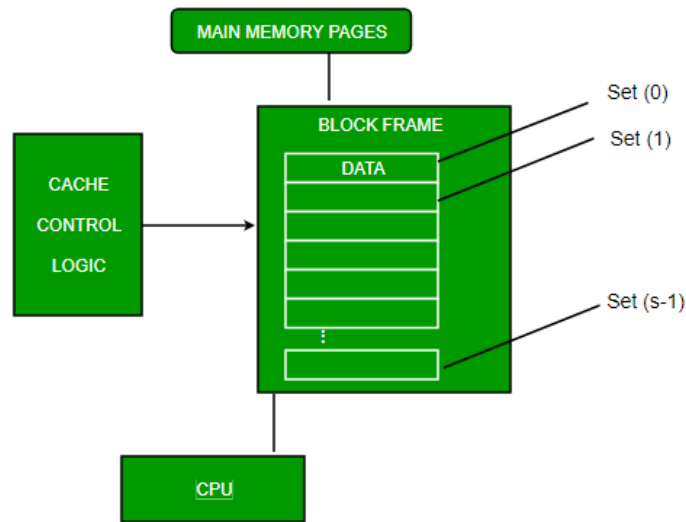 MAIN MEMORY PAGES
Set (0)
BLOCK FRAME
Set (1)
DATA
CACHE
CONTROL
LOGIC
Set (s-1)
⋮
CPU